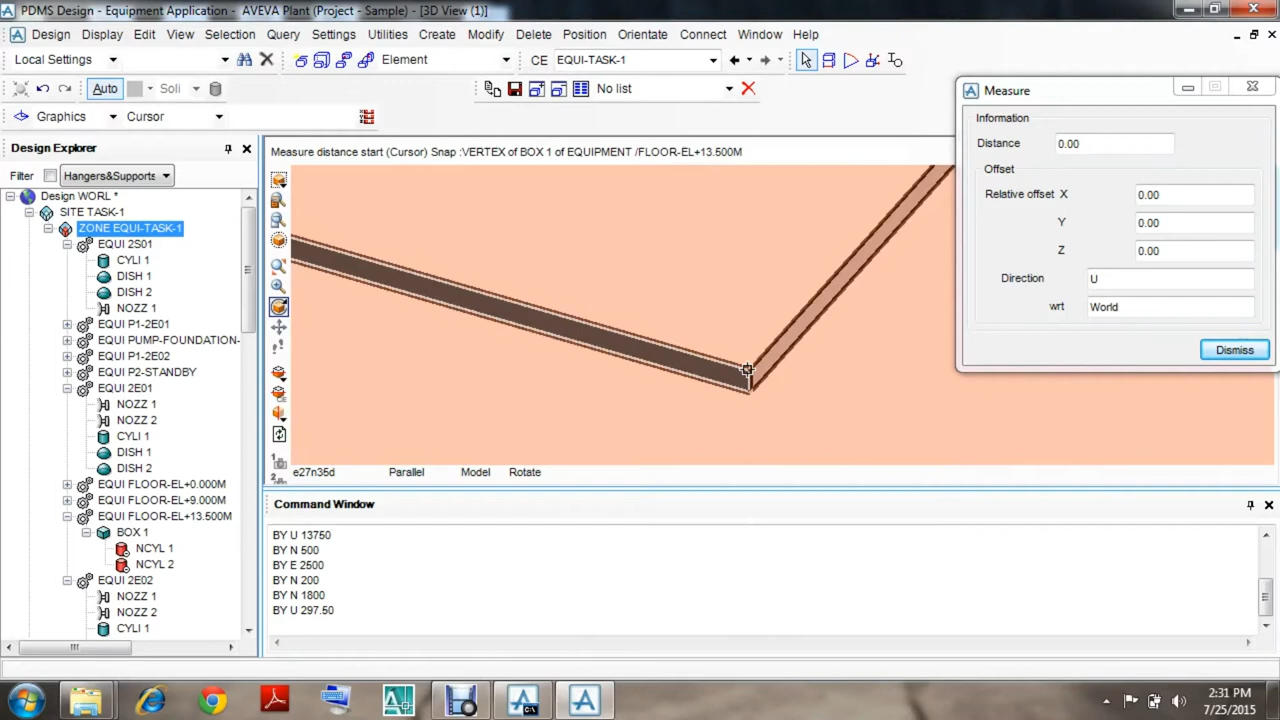 PDMS Design - Equipment Application - AVEVA Plant (Project - Sample) - [3D View (1)]
Design Display Edit View Selection Query Settings Utilities Create Modify Delete Position Orientate Connect Window Help
Local Settings Element CE EQUI-TASK-1
Auto Soli No list
Graphics Cursor
Measure
Information
Distance 0.00
Offset
Relative offset X 0.00
Y 0.00
Z 0.00
Direction U
wrt World
Dismiss
Design Explorer
Filter Hangers&Supports
Design WORL *
SITE TASK-1
ZONE EQUI-TASK-1
EQUI 2S01
CYLI 1
DISH 1
DISH 2
NOZZ 1
EQUI P1-2E01
EQUI PUMP-FOUNDATION-
EQUI P1-2E02
EQUI P2-STANDBY
EQUI 2E01
NOZZ 1
NOZZ 2
CYLI 1
DISH 1
DISH 2
EQUI FLOOR-EL+0.000M
EQUI FLOOR-EL+9.000M
EQUI FLOOR-EL+13.500M
BOX 1
NCYL 1
NCYL 2
EQUI 2E02
NOZZ 1
NOZZ 2
CYLI 1
Measure distance start (Cursor) Snap :VERTEX of BOX 1 of EQUIPMENT /FLOOR-EL+13.500M
1
2
e27n35d Parallel Model Rotate
Command Window
BY U 13750
BY N 500
BY E 2500
BY N 200
BY N 1800
BY U 297.50
2:31 PM
7/25/2015